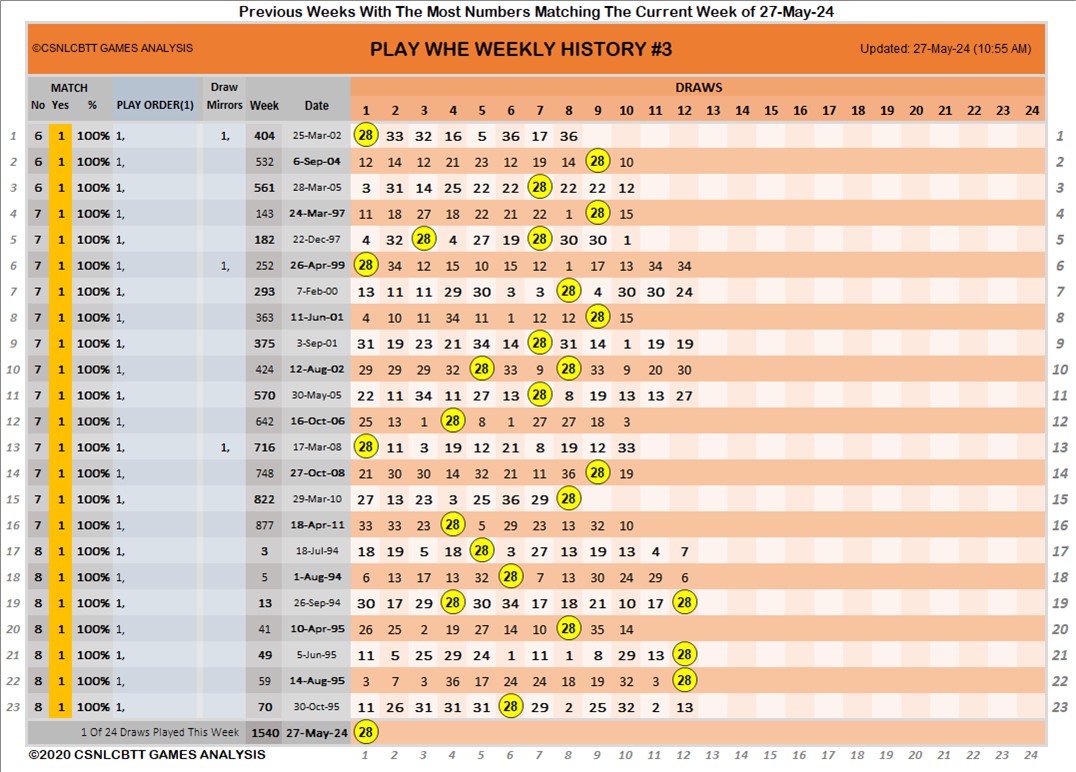 Previous Weeks With The Most Numbers Matching The Current Week of 27-May-24
©CSNLCBTT GAMES ANALYSIS PLAY WHE WEEKLY HISTORY #3 Updated: 27-May-24 (10:55 AM)
MATCH Draw DRAWS
No Yes % PLAY ORDER(1) Mirrors Week Date 1 2 3 4 5 6 7 8 9 10 11 12 13 14 15 16 17 18 19 20 21 22 23 24
1 6 1 100% 1, 1, 404 25-Mar-02 28 33 32 16 5 36 17 36 1
2 6 1 100% 1, 532 6-Sep-04 12 14 12 21 23 12 19 14 28 10 2
3 6 1 100% 1, 561 28-Mar-05 3 31 14 25 22 22 28 22 22 12 3
4 7 1 100% 1, 143 24-Mar-97 11 18 27 18 22 21 22 1 28 15 4
5 7 1 100% 1, 182 22-Dec-97 4 32 28 4 27 19 28 30 30 1 5
6 7 1 100% 1, 1, 252 26-Apr-99 28 34 12 15 10 15 12 1 17 13 34 34 6
7 7 1 100% 1, 293 7-Feb-00 13 11 11 29 30 3 3 28 4 30 30 24 7
8 7 1 100% 1, 363 11-Jun-01 4 10 11 34 11 1 12 12 28 15 8
9 7 1 100% 1, 375 3-Sep-01 31 19 23 21 34 14 28 31 14 1 19 19 9
10 7 1 100% 1, 424 12-Aug-02 29 29 29 32 28 33 9 28 33 9 20 30 10
11 7 1 100% 1, 570 30-May-05 22 11 34 11 27 13 28 8 19 13 13 27 11
12 7 1 100% 1, 642 16-Oct-06 25 13 1 28 8 1 27 27 18 3 12
13 7 1 100% 1, 1, 716 17-Mar-08 28 11 3 19 12 21 8 19 12 33 13
14 7 1 100% 1, 748 27-Oct-08 21 30 30 14 32 21 11 36 28 19 14
15 7 1 100% 1, 822 29-Mar-10 27 13 23 3 25 36 29 28 15
16 7 1 100% 1, 877 18-Apr-11 33 33 23 28 5 29 23 13 32 10 16
17 8 1 100% 1, 3 18-Jul-94 18 19 5 18 28 3 27 13 19 13 4 7 17
18 8 1 100% 1, 5 1-Aug-94 6 13 17 13 32 28 7 13 30 24 29 6 18
19 8 1 100% 1, 13 26-Sep-94 30 17 29 28 30 34 17 18 21 10 17 28 19
20 8 1 100% 1, 41 10-Apr-95 26 25 2 19 27 14 10 28 35 14 20
21 8 1 100% 1, 49 5-Jun-95 11 5 25 29 24 1 11 1 8 29 13 28 21
22 8 1 100% 1, 59 14-Aug-95 3 7 3 36 17 24 24 18 19 32 3 28 22
23 8 1 100% 1, 70 30-Oct-95 11 26 31 31 31 28 29 2 25 32 2 13 23
1 Of 24 Draws Played This Week 1540 27-May-24 28
©2020 CSNLCBTT GAMES ANALYSIS 1 2 3 4 5 6 7 8 9 10 11 12 13 14 15 16 17 18 19 20 21 22 23 24